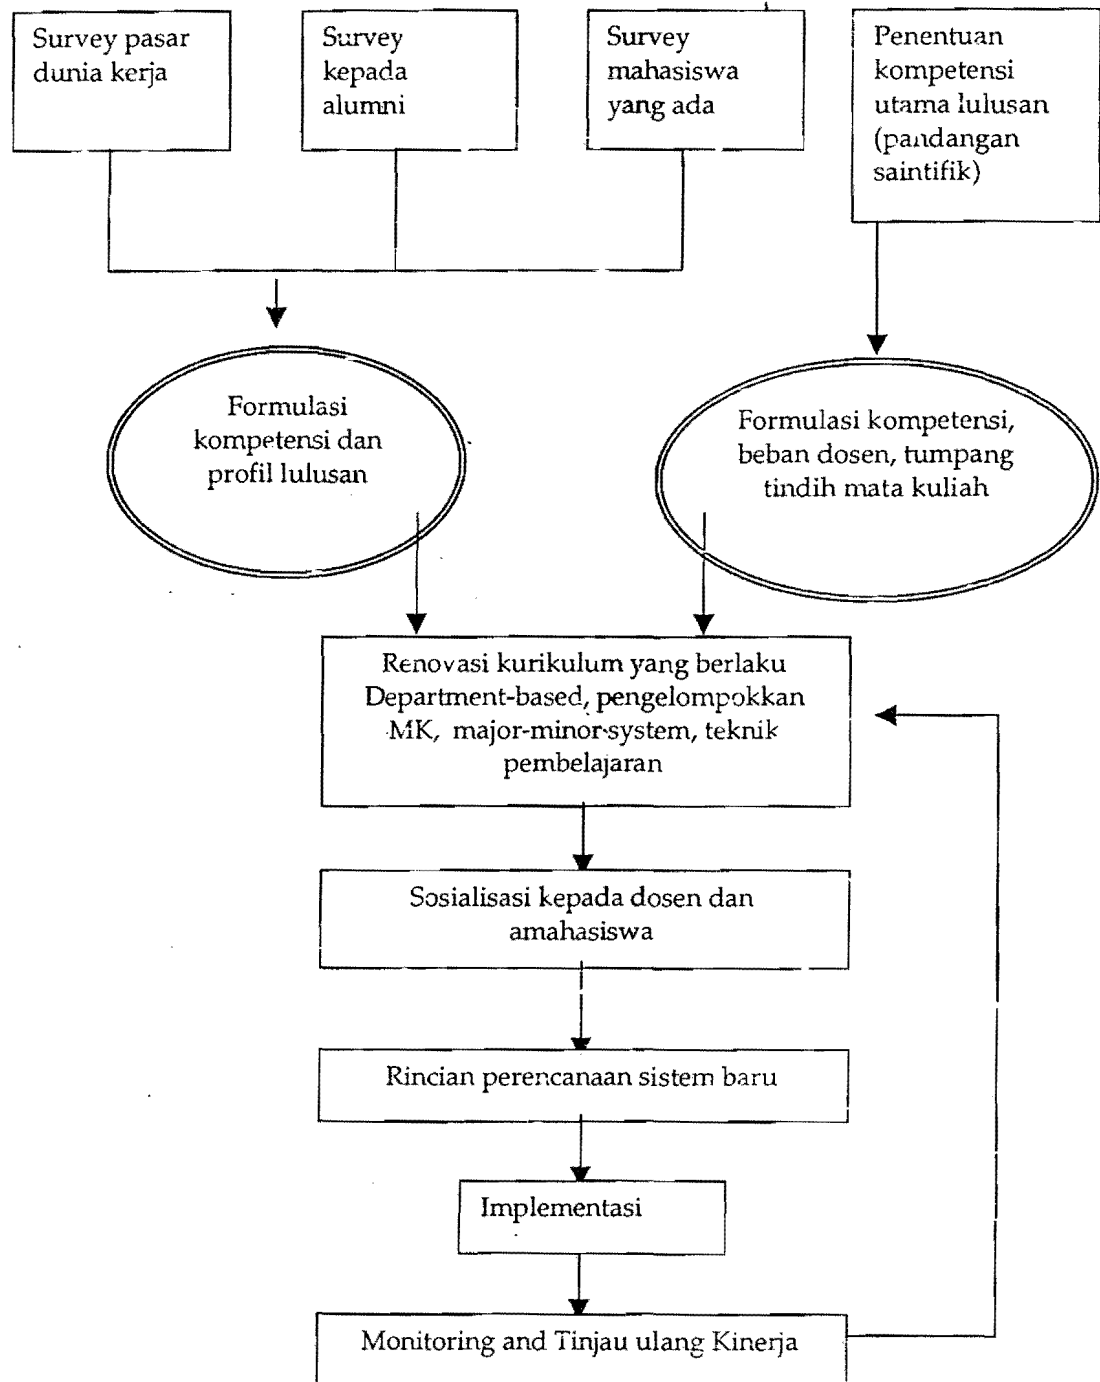 Survey pasar
dunia kerja
Survey
kepada
alumni
Survey
mahasiswa
yang ada
Penentuan
kompetensi
utama lulusan
(pandangan
saintifik)
Formulasi
kompetensi dan
profil lulusan
Formulasi kompetensi,
beban dosen, tumpang
tindih mata kuliah
Renovasi kurikulum yang berlaku
Department-based, pengelompokkan
MK, major-minor-system, teknik
pembelajaran
Sosialisasi kepada dosen dan
amahasiswa
Rincian perencanaan sistem baru
Implementasi
Monitoring and Tinjau ulang Kinerja